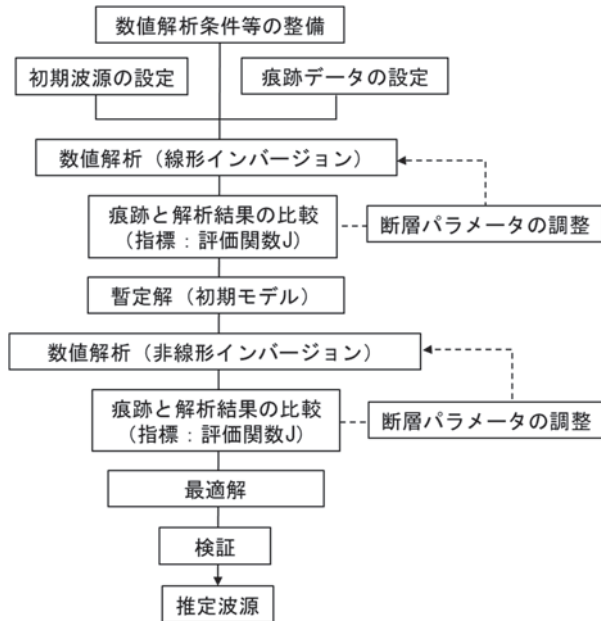 数値解析条件等の整備
初期波源の設定
痕跡データの設定
数値解析（線形インバージョン）
痕跡と解析結果の比較
（指標：評価関数J）
断層パラメータの調整
暫定解（初期モデル）
数値解析（非線形インバージョン）
痕跡と解析結果の比較
（指標：評価関数J）
断層パラメータの調整
最適解
検証
推定波源